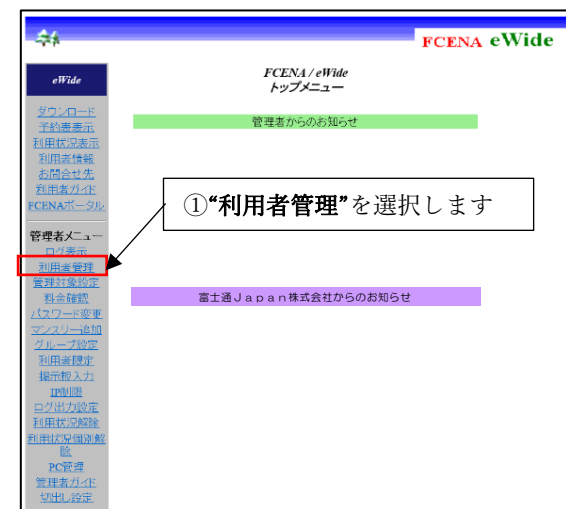 FCENA eWide
eWide
FCENA / eWide
トップメニュー
管理者からのお知らせ
ダウンロード
予約表表示
利用状況表示
利用者情報
お問合せ先
利用者ガイド
FCENAポータル
①“利用者管理”を選択します
管理者メニュー
ログ表示
利用者管理
管理対象設定
料金確認
パスワード変更
マンスリー追加
グループ設定
利用者限定
掲示板入力
IP制限
ログ出力設定
利用状況解除
利用状況個別解
除
PC管理
管理者ガイド
切出し設定
富士通Ｊａｐａｎ株式会社からのお知らせ